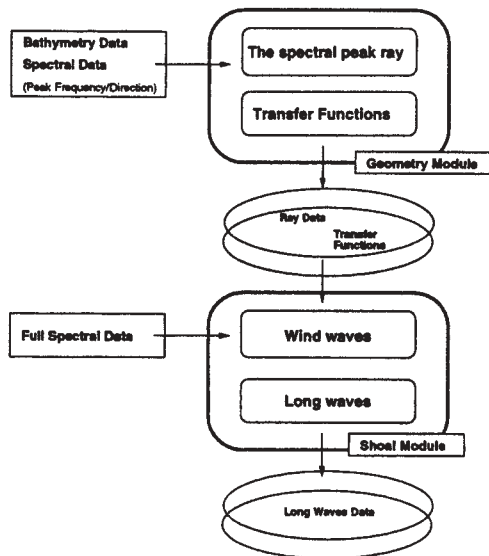 Bathymetry Data
Spectral Data
(Peak Frequency/Direction)
The spectral peak ray
Transfer Functions
Geometry Module
Ray Data
Transfer
Functions
Full Spectral Data
Wind waves
Long waves
Shoal Module
Long Waves Data